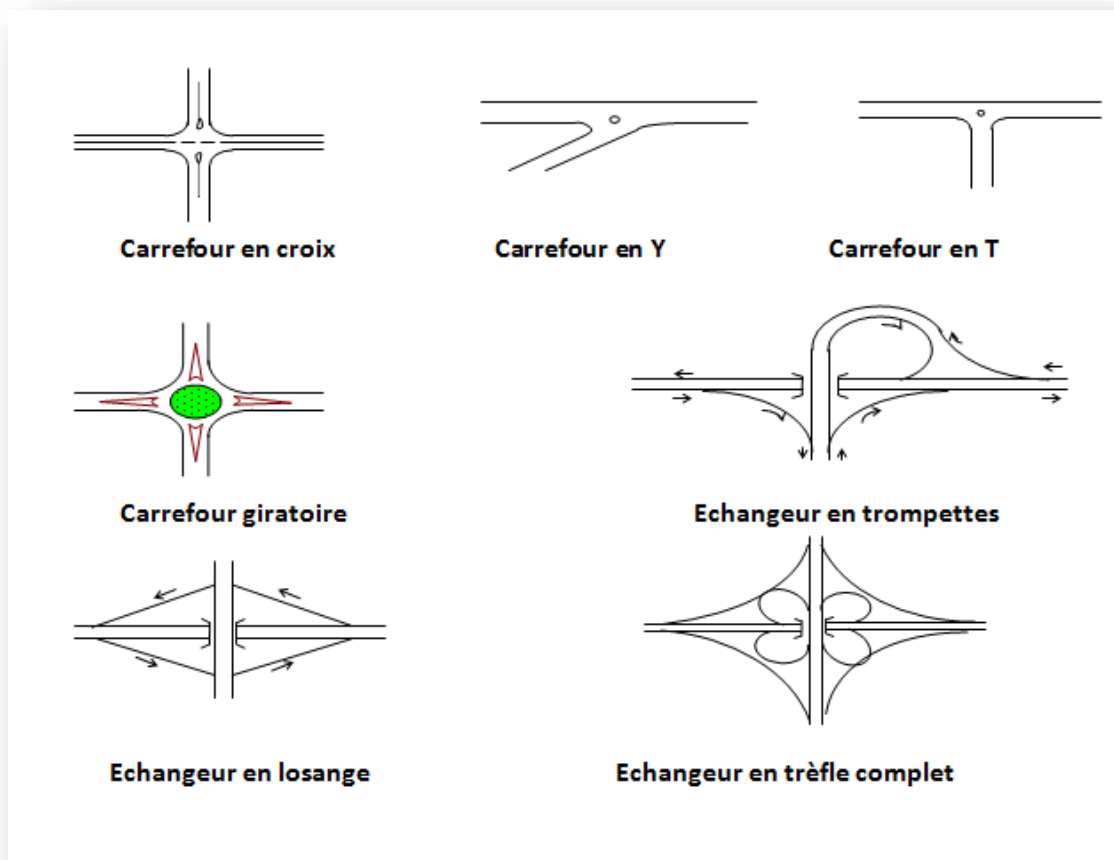 Carrefour en croix
Carrefour en Y
Carrefour en T
Carrefour giratoire
Echangeur en trompettes
Echangeur en losange
Echangeur en trèfle complet